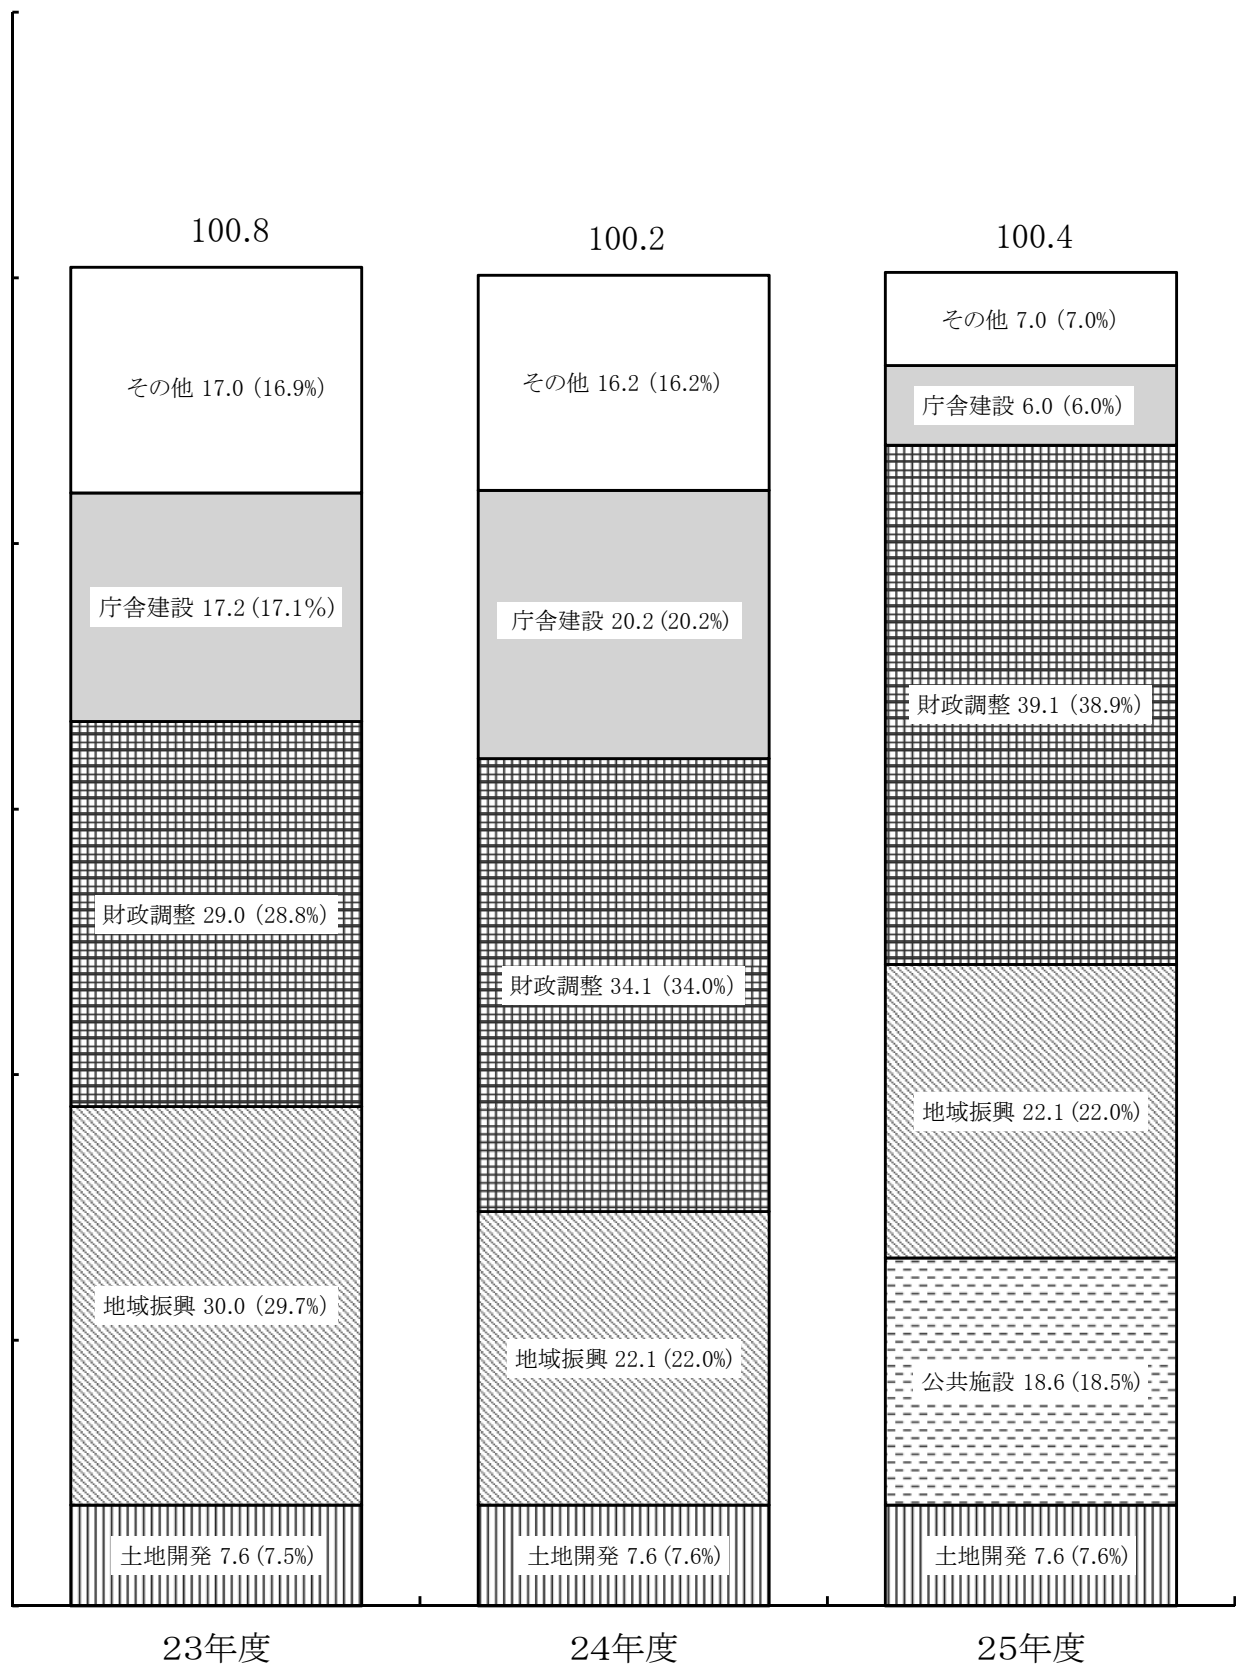 100.8
その他 17.0 (16.9%)
庁舎建設 17.2 (17.1%)
財政調整 29.0 (28.8%)
地域振興 30.0 (29.7%)
土地開発 7.6 (7.5%)
23年度
100.2
その他 16.2 (16.2%)
庁舎建設 20.2 (20.2%)
財政調整 34.1 (34.0%)
地域振興 22.1 (22.0%)
土地開発 7.6 (7.6%)
24年度
100.4
その他 7.0 (7.0%)
庁舎建設 6.0 (6.0%)
財政調整 39.1 (38.9%)
地域振興 22.1 (22.0%)
公共施設 18.6 (18.5%)
土地開発 7.6 (7.6%)
25年度